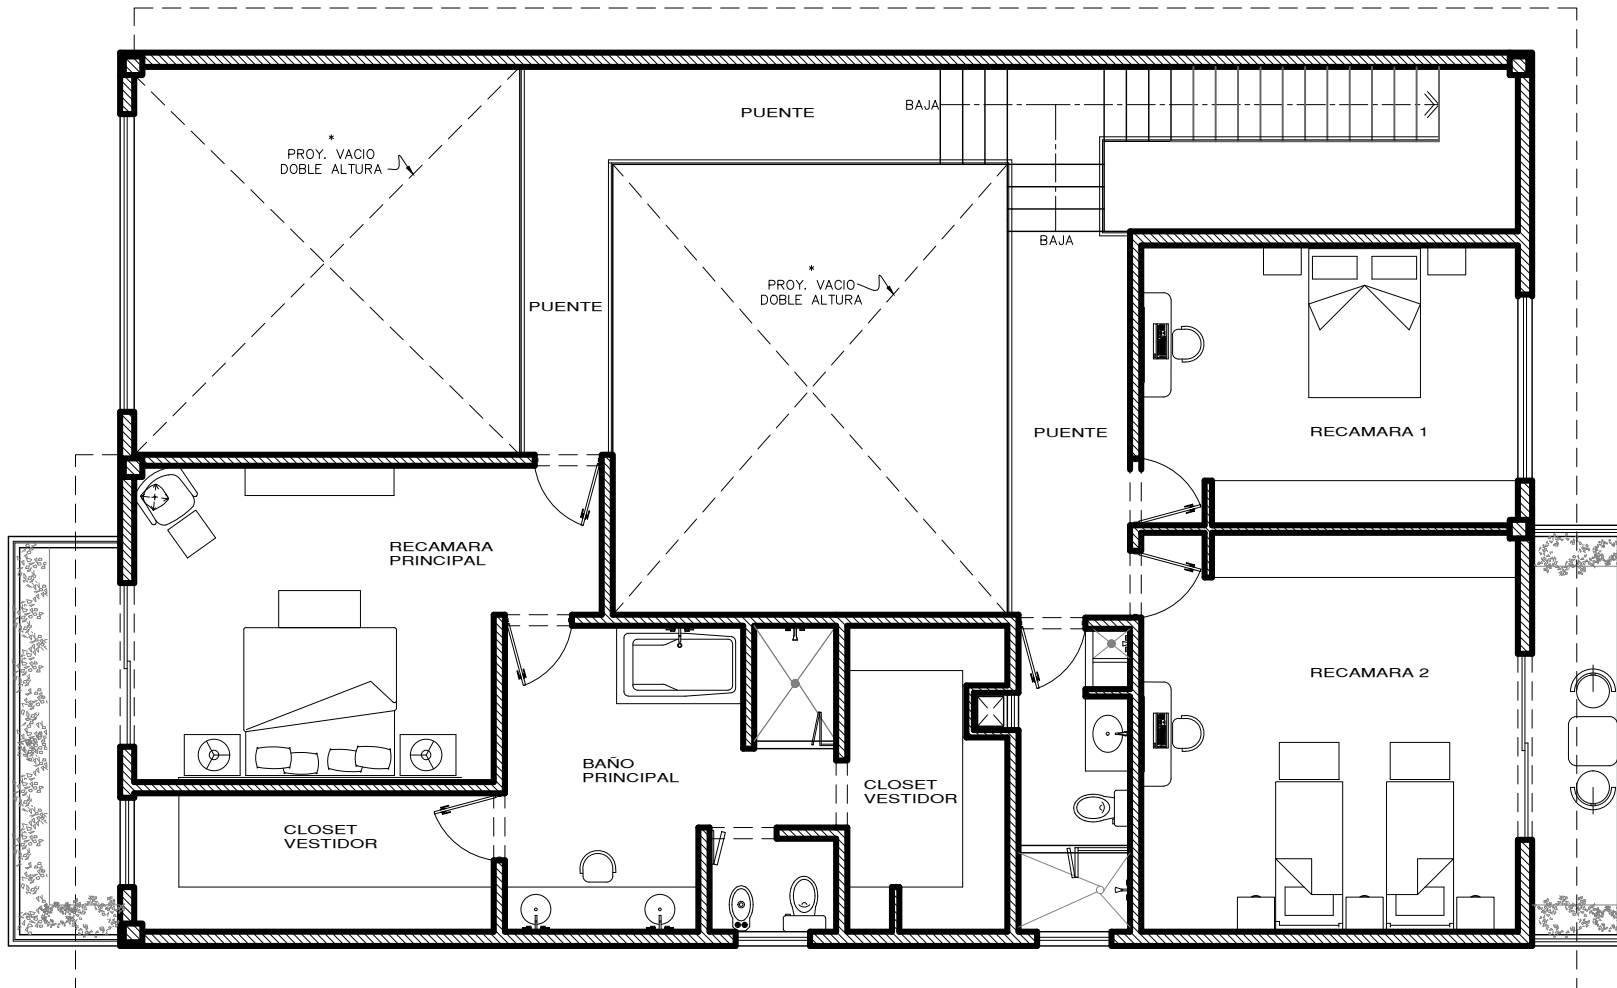 BAJA
PUENTE
*
PROY. VACIO
DOBLE ALTURA
BAJA
*
PROY. VACIO
DOBLE ALTURA
PUENTE
PUENTE
RECAMARA 1
RECAMARA
PRINCIPAL
RECAMARA 2
BAÑO
PRINCIPAL
CLOSET
VESTIDOR
CLOSET
VESTIDOR